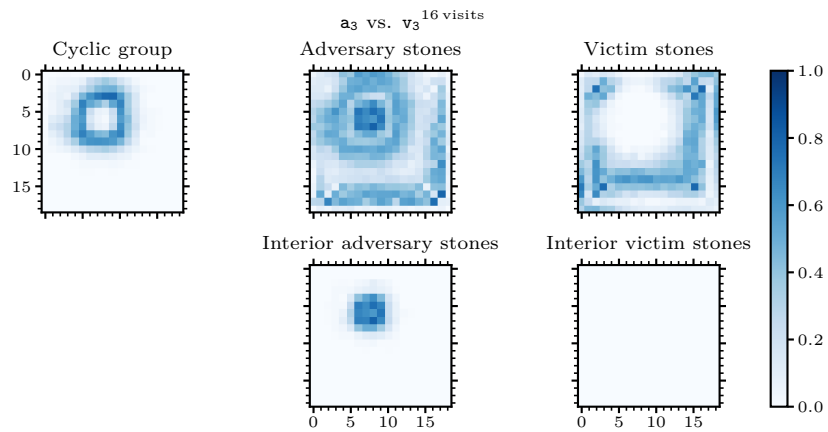 a₃ vs. v₃¹⁶ ᵛⁱˢⁱᵗˢ
Cyclic group
Adversary stones
Victim stones
0
5
10
15
1.0
0.8
0.6
0.4
0.2
0.0
Interior adversary stones
Interior victim stones
0 5 10 15
0 5 10 15